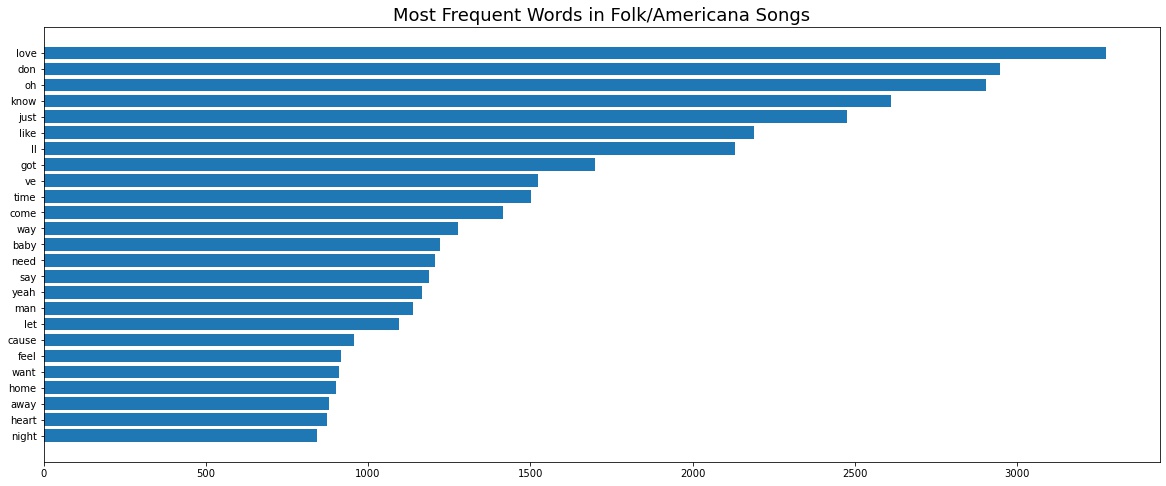 Most Frequent Words in Folk/Americana Songs
love
don
oh
know
just
like
ll
got
ve
time
come
way
baby
need
say
yeah
man
let
cause
feel
want
home
away
heart
night
0 500 1000 1500 2000 2500 3000